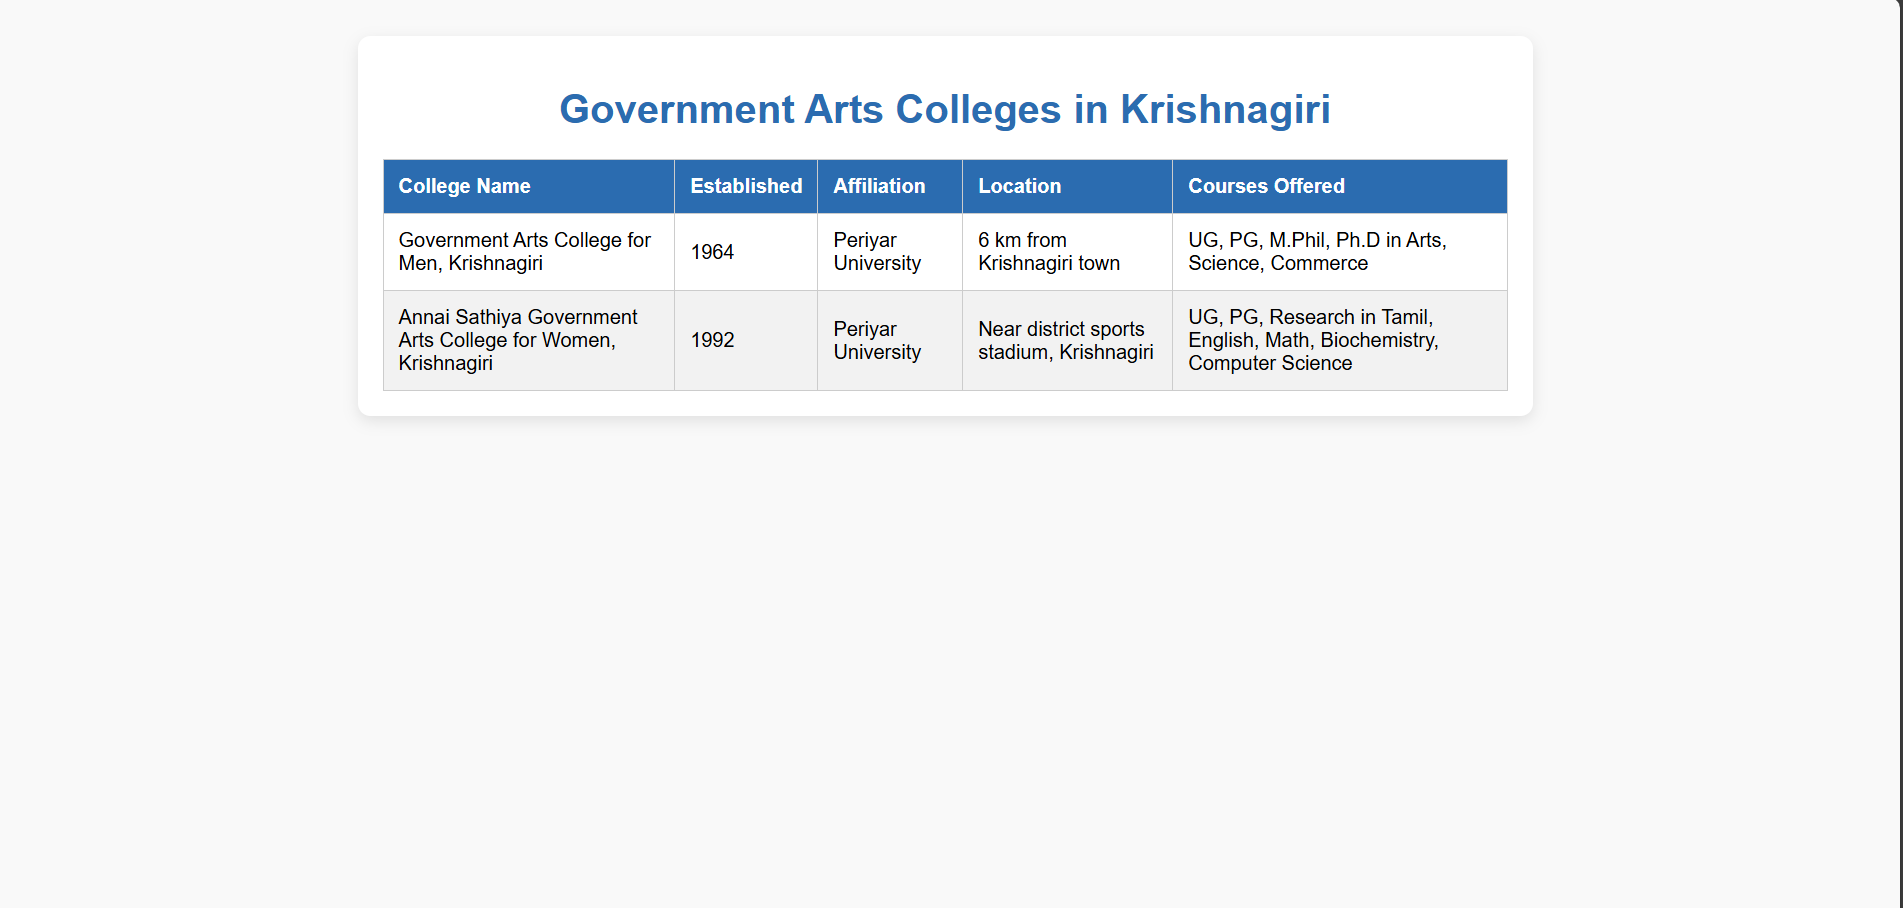 Government Arts Colleges in Krishnagiri
College Name Established Affiliation Location Courses Offered
Government Arts College for
Men, Krishnagiri
1964
Periyar
University
6 km from
Krishnagiri town
UG, PG, M.Phil, Ph.D in Arts,
Science, Commerce
Annai Sathiya Government
Arts College for Women,
Krishnagiri
1992
Periyar
University
Near district sports
stadium, Krishnagiri
UG, PG, Research in Tamil,
English, Math, Biochemistry,
Computer Science